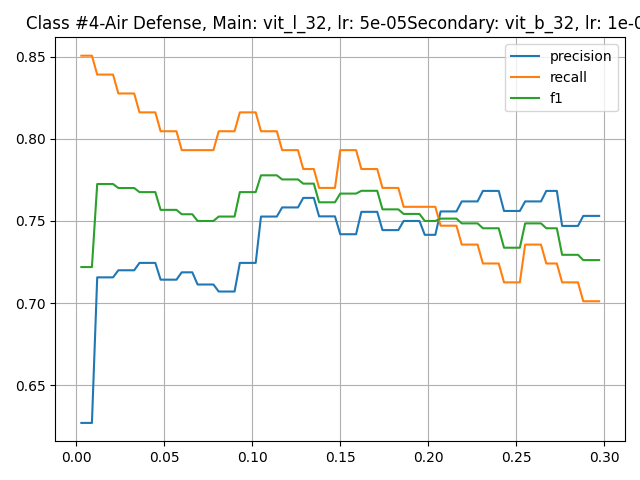 Class #4-Air Defense, Main: vit_l_32, lr: 5e-05Secondary: vit_b_32, lr: 1e-0
precision
recall
f1
0.85
0.80
0.75
0.70
0.65
0.00 0.05 0.10 0.15 0.20 0.25 0.30